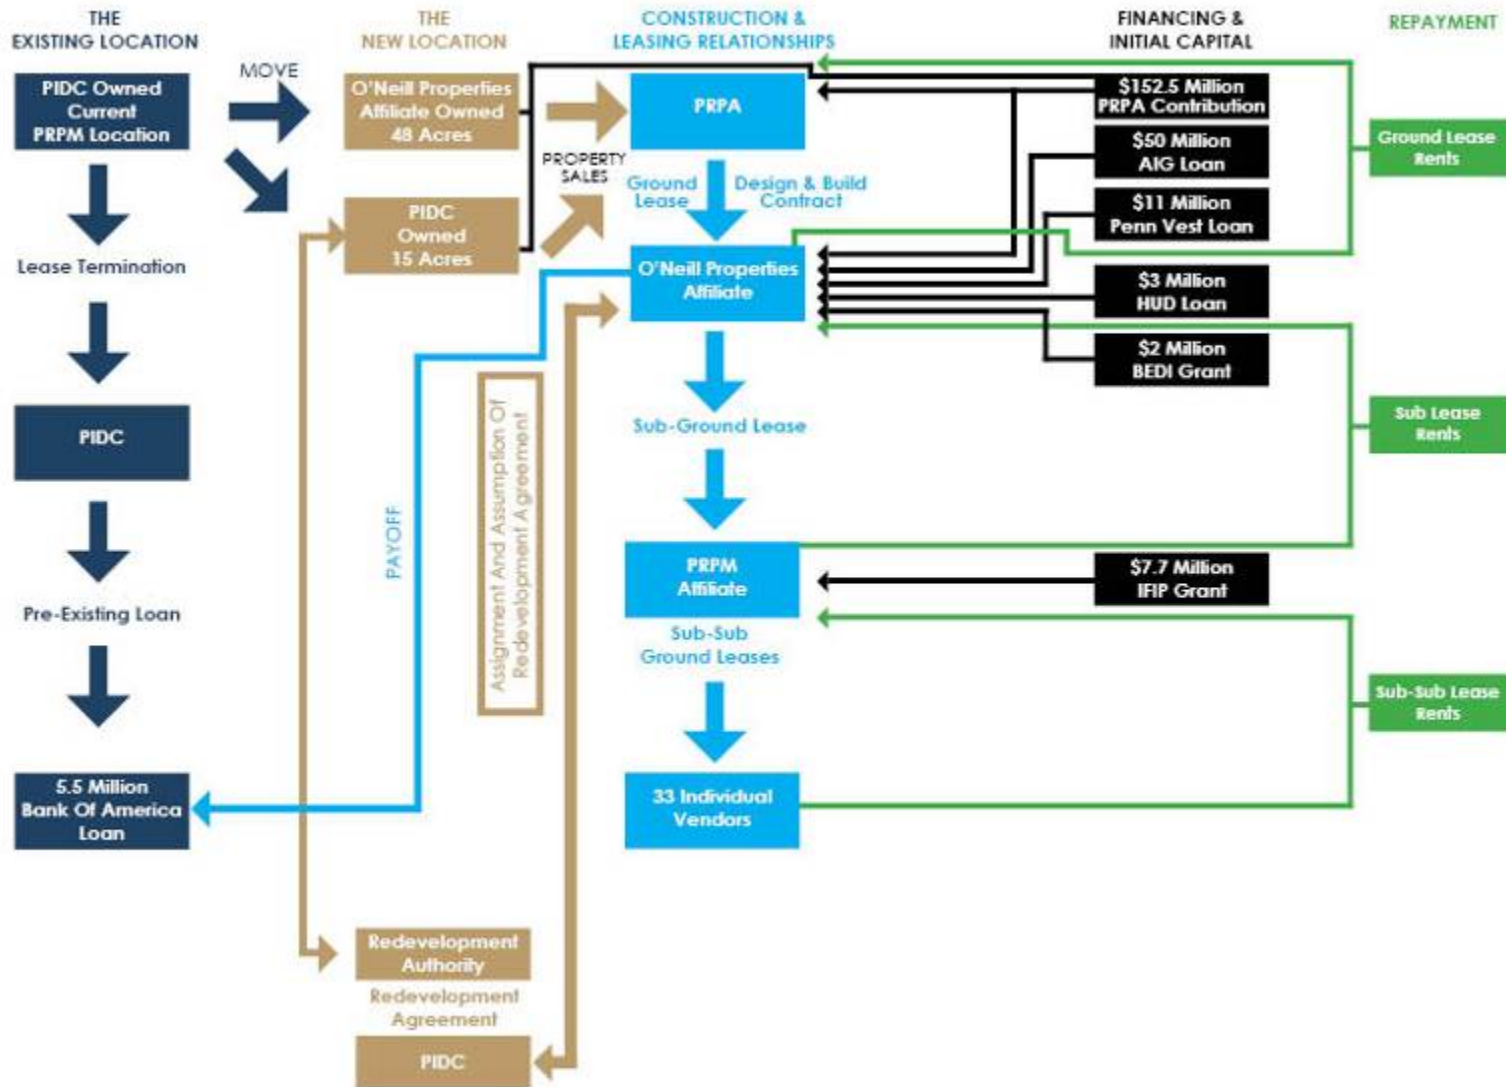 THE
EXISTING LOCATION
PIDC Owned
Current
PRPM Location
MOVE
Lease Termination
PIDC
Pre-Existing Loan
5.5 Million
Bank Of America
Loan
THE
NEW LOCATION
O'Neill Properties
Affiliate Owned
48 Acres
PROPERTY
SALES
PIDC
Owned
15 Acres
PAYOFF
Assignment And Assumption Of
Redevelopment Agreement
Redevelopment
Authority
Redevelopment
Agreement
PIDC
CONSTRUCTION &
LEASING RELATIONSHIPS
PRPA
Ground
Lease
Design & Build
Contract
O'Neill Properties
Affiliate
Sub-Ground Lease
PRPM
Affiliate
Sub-Sub
Ground Leases
33 Individual
Vendors
FINANCING &
INITIAL CAPITAL
$152.5 Million
PRPA Contribution
$50 Million
AIG Loan
$11 Million
Penn Vest Loan
$3 Million
HUD Loan
$2 Million
BEDI Grant
$7.7 Million
IFIP Grant
REPAYMENT
Ground Lease
Rents
Sub Lease
Rents
Sub-Sub Lease
Rents